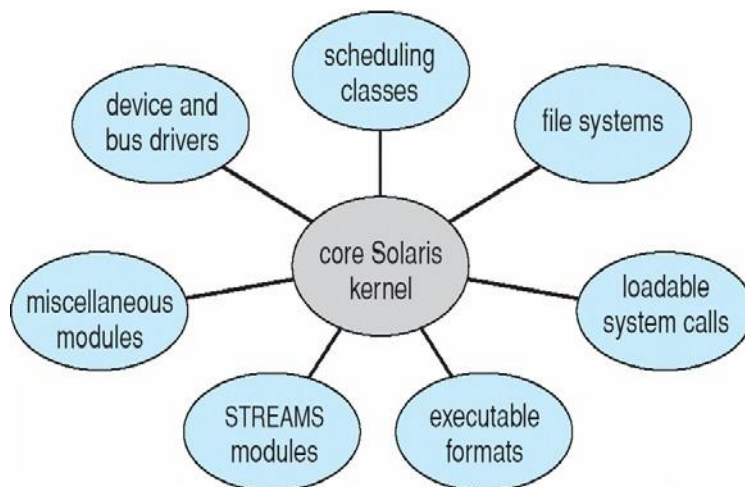 scheduling
classes
device and
bus drivers
file systems
core Solaris
kernel
miscellaneous
modules
loadable
system calls
STREAMS
modules
executable
formats